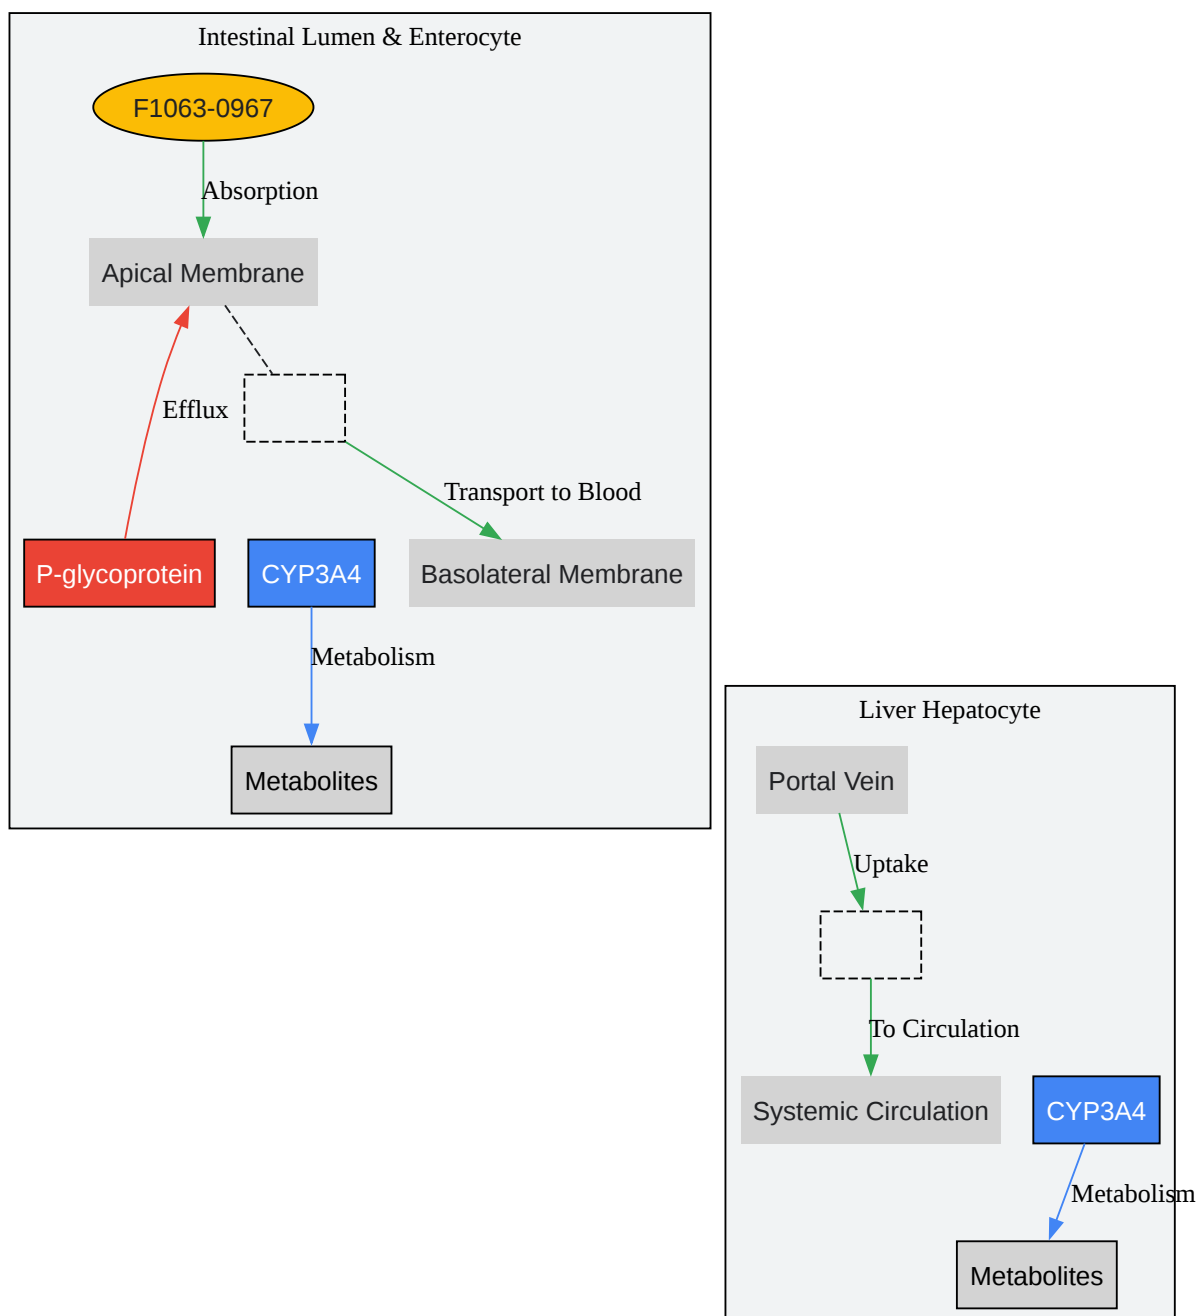 Intestinal Lumen & Enterocyte
F1063-0967
Absorption
Apical Membrane
Efflux
Transport to Blood
P-glycoprotein
CYP3A4
Basolateral Membrane
Metabolism
Metabolites
Liver Hepatocyte
Portal Vein
Uptake
To Circulation
Systemic Circulation
CYP3A4
Metabolism
Metabolites